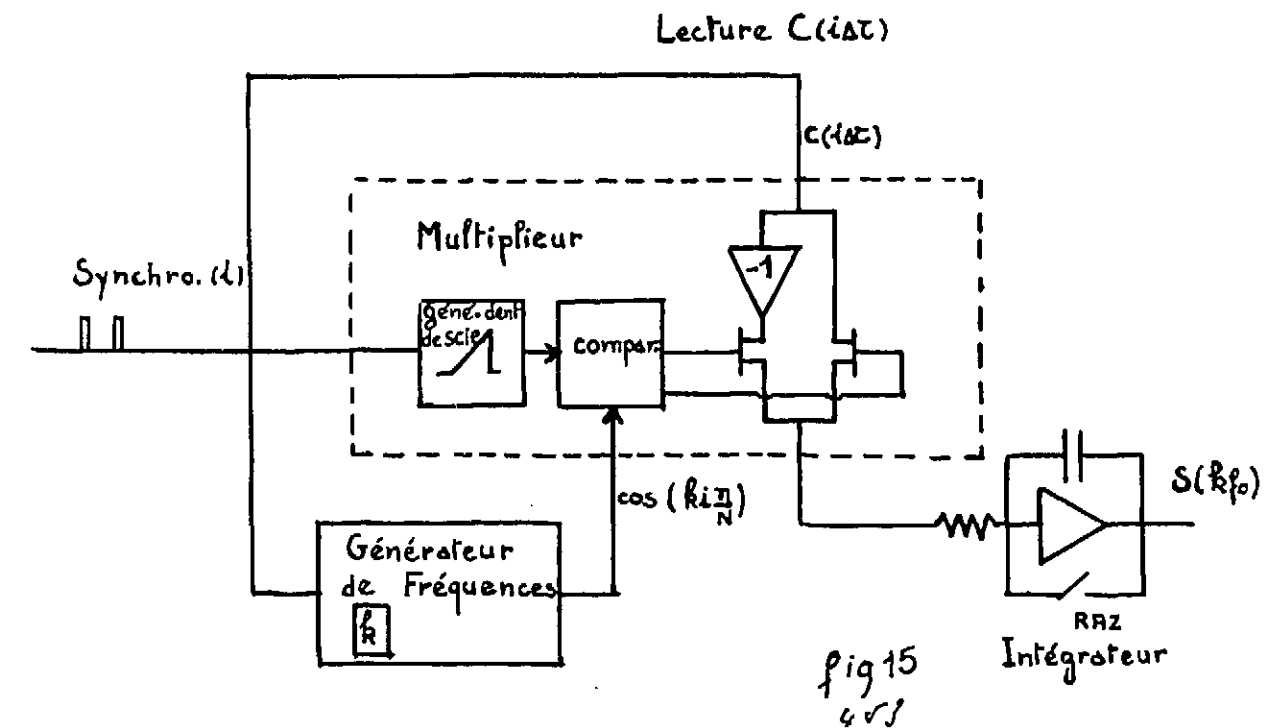 Lecture C(iΔτ)
C(iΔτ)
Multiplieur
Synchro.(i)
-1
géné. dent
de scie
compar.
cos(ki π/N)
S(kf₀)
Générateur
de Fréquences
k
RAZ
Intégrateur
fig 15